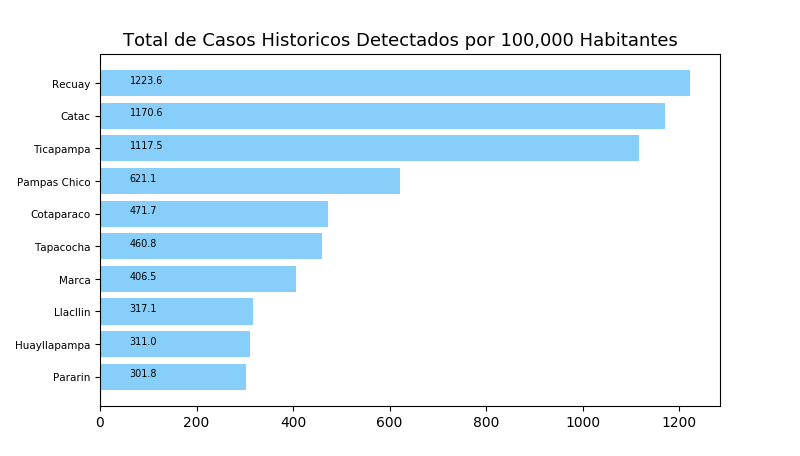 Total de Casos Historicos Detectados por 100,000 Habitantes
Recuay 1223.6
Catac 1170.6
Ticapampa 1117.5
Pampas Chico 621.1
Cotaparaco 471.7
Tapacocha 460.8
Marca 406.5
Llacllin 317.1
Huayllapampa 311.0
Pararin 301.8
0 200 400 600 800 1000 1200